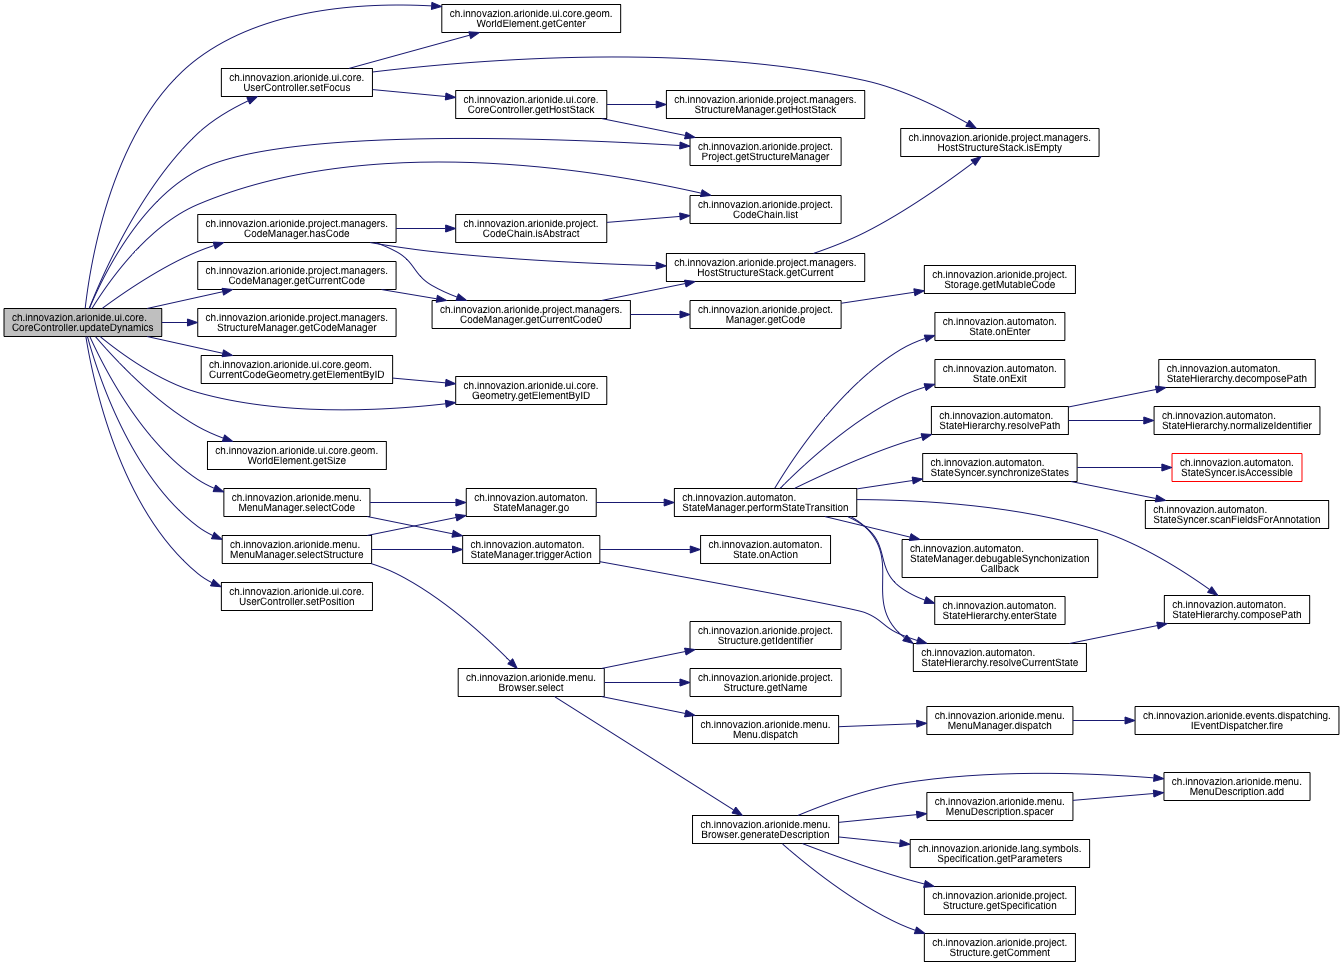 ch.innovazion.arionide.ui.core.geom.
WorldElement.getCenter
ch.innovazion.arionide.ui.core.
UserController.setFocus
ch.innovazion.arionide.ui.core.
CoreController.getHostStack
ch.innovazion.arionide.project.managers.
StructureManager.getHostStack
ch.innovazion.arionide.project.managers.
HostStructureStack.isEmpty
ch.innovazion.arionide.project.
Project.getStructureManager
ch.innovazion.arionide.project.
CodeChain.list
ch.innovazion.arionide.project.managers.
CodeManager.hasCode
ch.innovazion.arionide.project.
CodeChain.isAbstract
ch.innovazion.arionide.project.managers.
HostStructureStack.getCurrent
ch.innovazion.arionide.project.managers.
CodeManager.getCurrentCode
ch.innovazion.arionide.project.
Storage.getMutableCode
ch.innovazion.arionide.project.managers.
CodeManager.getCurrentCode0
ch.innovazion.arionide.project.
Manager.getCode
ch.innovazion.arionide.ui.core.
CoreController.updateDynamics
ch.innovazion.arionide.project.managers.
StructureManager.getCodeManager
ch.innovazion.automaton.
State.onEnter
ch.innovazion.arionide.ui.core.geom.
CurrentCodeGeometry.getElementByID
ch.innovazion.arionide.ui.core.
Geometry.getElementByID
ch.innovazion.automaton.
State.onExit
ch.innovazion.automaton.
StateHierarchy.decomposePath
ch.innovazion.automaton.
StateHierarchy.resolvePath
ch.innovazion.automaton.
StateHierarchy.normalizeIdentifier
ch.innovazion.arionide.ui.core.geom.
WorldElement.getSize
ch.innovazion.automaton.
StateSyncer.synchronizeStates
ch.innovazion.automaton.
StateSyncer.isAccessible
ch.innovazion.arionide.menu.
MenuManager.selectCode
ch.innovazion.automaton.
StateManager.go
ch.innovazion.automaton.
StateManager.performStateTransition
ch.innovazion.automaton.
StateSyncer.scanFieldsForAnnotation
ch.innovazion.arionide.menu.
MenuManager.selectStructure
ch.innovazion.automaton.
StateManager.triggerAction
ch.innovazion.automaton.
State.onAction
ch.innovazion.automaton.
StateManager.debugableSynchonization
Callback
ch.innovazion.arionide.ui.core.
UserController.setPosition
ch.innovazion.automaton.
StateHierarchy.enterState
ch.innovazion.automaton.
StateHierarchy.composePath
ch.innovazion.arionide.project.
Structure.getIdentifier
ch.innovazion.automaton.
StateHierarchy.resolveCurrentState
ch.innovazion.arionide.menu.
Browser.select
ch.innovazion.arionide.project.
Structure.getName
ch.innovazion.arionide.menu.
Menu.dispatch
ch.innovazion.arionide.menu.
MenuManager.dispatch
ch.innovazion.arionide.events.dispatching.
IEventDispatcher.fire
ch.innovazion.arionide.menu.
MenuDescription.add
ch.innovazion.arionide.menu.
MenuDescription.spacer
ch.innovazion.arionide.menu.
Browser.generateDescription
ch.innovazion.arionide.lang.symbols.
Specification.getParameters
ch.innovazion.arionide.project.
Structure.getSpecification
ch.innovazion.arionide.project.
Structure.getComment